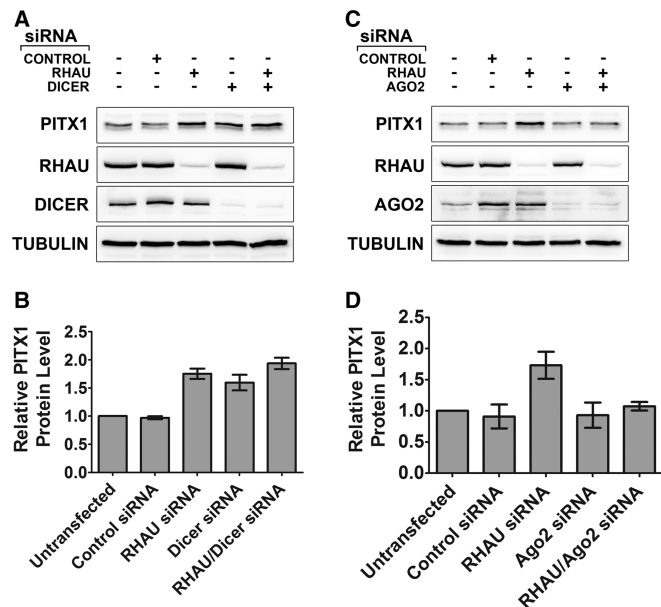 A
siRNA
CONTROL - + - - -
RHAU - - + - +
DICER - - - + +
PITX1
RHAU
DICER
TUBULIN
B
Relative PITX1
Protein Level
2.5
2.0
1.5
1.0
0.5
0.0
Untransfected
Control siRNA
RHAU siRNA
Dicer siRNA
RHAU/Dicer siRNA
C
siRNA
CONTROL - + - - -
RHAU - - + - +
AGO2 - - - + +
PITX1
RHAU
AGO2
TUBULIN
D
Relative PITX1
Protein Level
2.5
2.0
1.5
1.0
0.5
0.0
Untransfected
Control siRNA
RHAU siRNA
Ago2 siRNA
RHAU/Ago2 siRNA